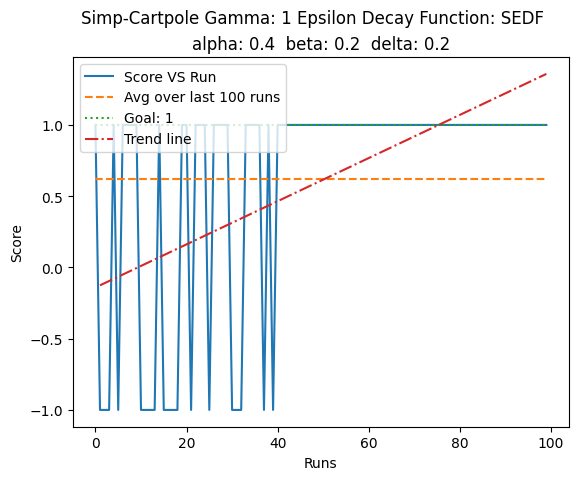 Simp-Cartpole Gamma: 1 Epsilon Decay Function: SEDF
alpha: 0.4  beta: 0.2  delta: 0.2
Score VS Run
Avg over last 100 runs
Goal: 1
Trend line
1.0
0.5
0.0
−0.5
−1.0
Score
0 20 40 60 80 100
Runs